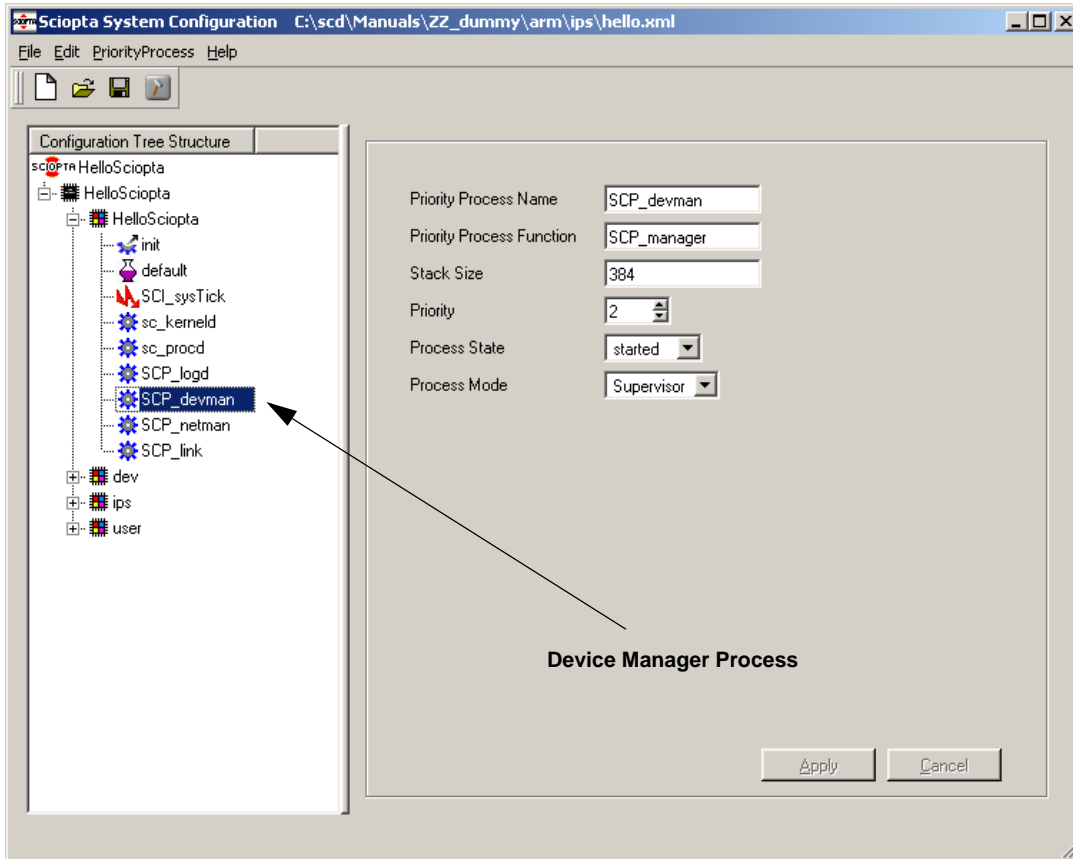 Sciopta System Configuration C:\scd\Manuals\ZZ_dummy\arm\ips\hello.xml
File Edit PriorityProcess Help
Configuration Tree Structure
SCIOPTA HelloSciopta
HelloSciopta
HelloSciopta
init
default
SCI_sysTick
sc_kerneld
sc_procd
SCP_logd
SCP_devman
SCP_netman
SCP_link
dev
ips
user
Priority Process Name SCP_devman
Priority Process Function SCP_manager
Stack Size 384
Priority 2
Process State started
Process Mode Supervisor
Device Manager Process
Apply Cancel